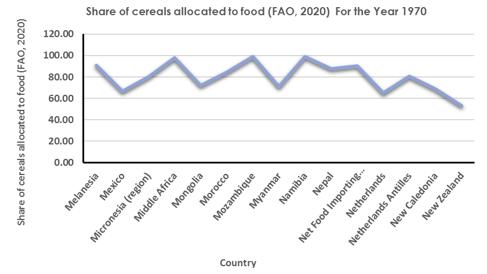 Share of cereals allocated to food (FAO, 2020) For the Year 1970
Share of cereals allocated to food (FAO, 2020)
120.00
100.00
80.00
60.00
40.00
20.00
0.00
Melanesia
Mexico
Micronesia (region)
Middle Africa
Mongolia
Morocco
Mozambique
Myanmar
Namibia
Nepal
Net Food Importing...
Netherlands
Netherlands Antilles
New Caledonia
New Zealand
Country